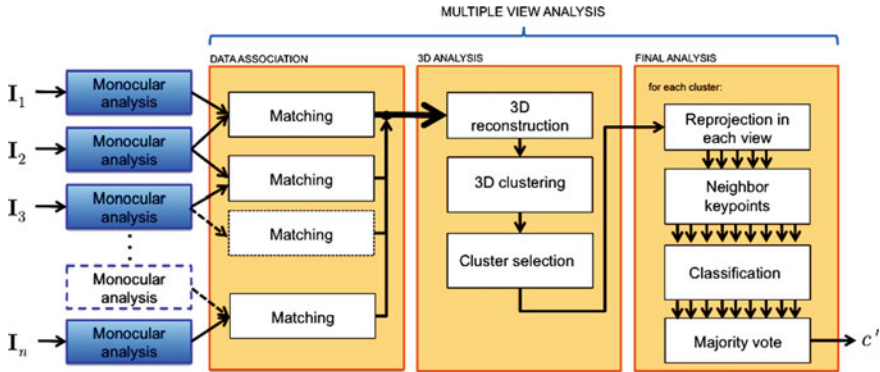 MULTIPLE VIEW ANALYSIS
DATA ASSOCIATION
3D ANALYSIS
FINAL ANALYSIS
I₁
Monocular
analysis
I₂
Monocular
analysis
I₃
Monocular
analysis
Monocular
analysis
Iₙ
Monocular
analysis
Matching
Matching
Matching
Matching
3D
reconstruction
3D clustering
Cluster selection
for each cluster:
Reprojection in
each view
Neighbor
keypoints
Classification
Majority vote
c′